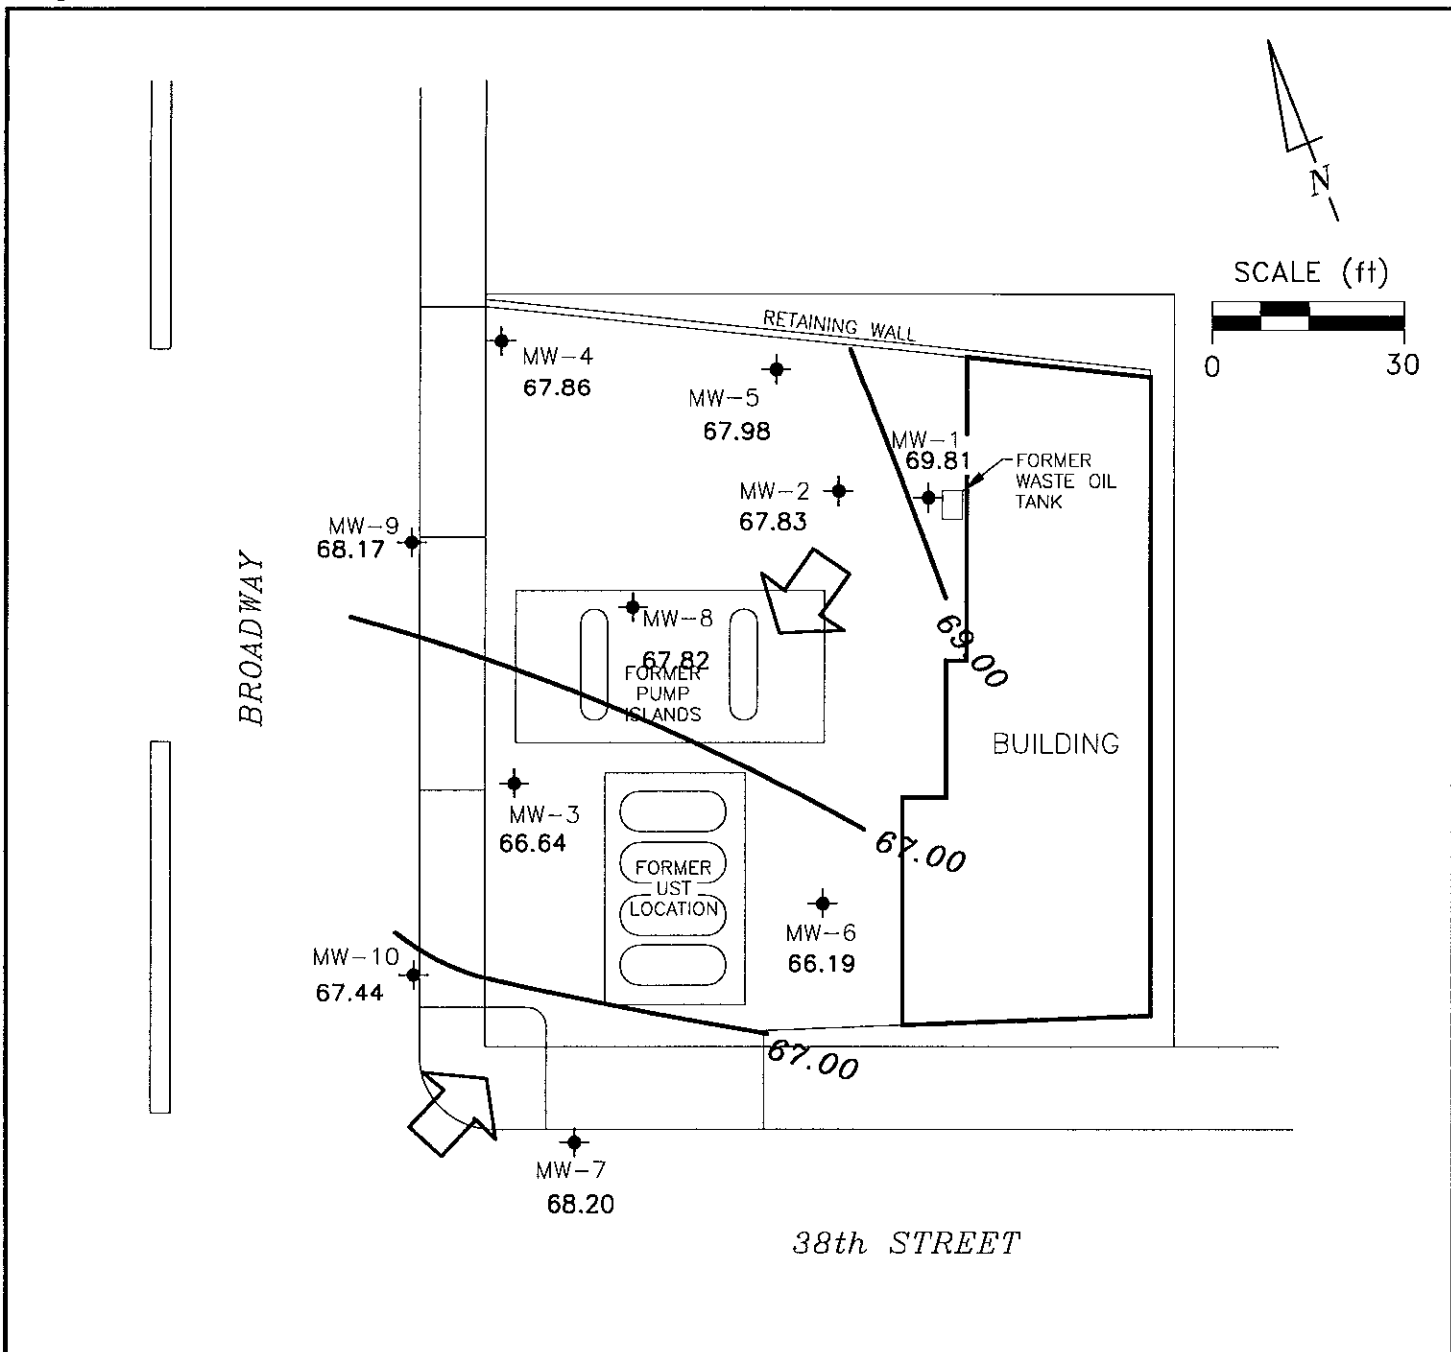 N
SCALE (ft)
0 30
RETAINING WALL
MW-4
67.86
MW-5
67.98
MW-1
69.81
FORMER
WASTE OIL
TANK
MW-2
67.83
MW-9
68.17
BROADWAY
MW-8
67.82
FORMER
PUMP
ISLANDS
69.00
BUILDING
MW-3
66.64
67.00
FORMER
UST
LOCATION
MW-6
66.19
MW-10
67.44
67.00
MW-7
68.20
38th STREET